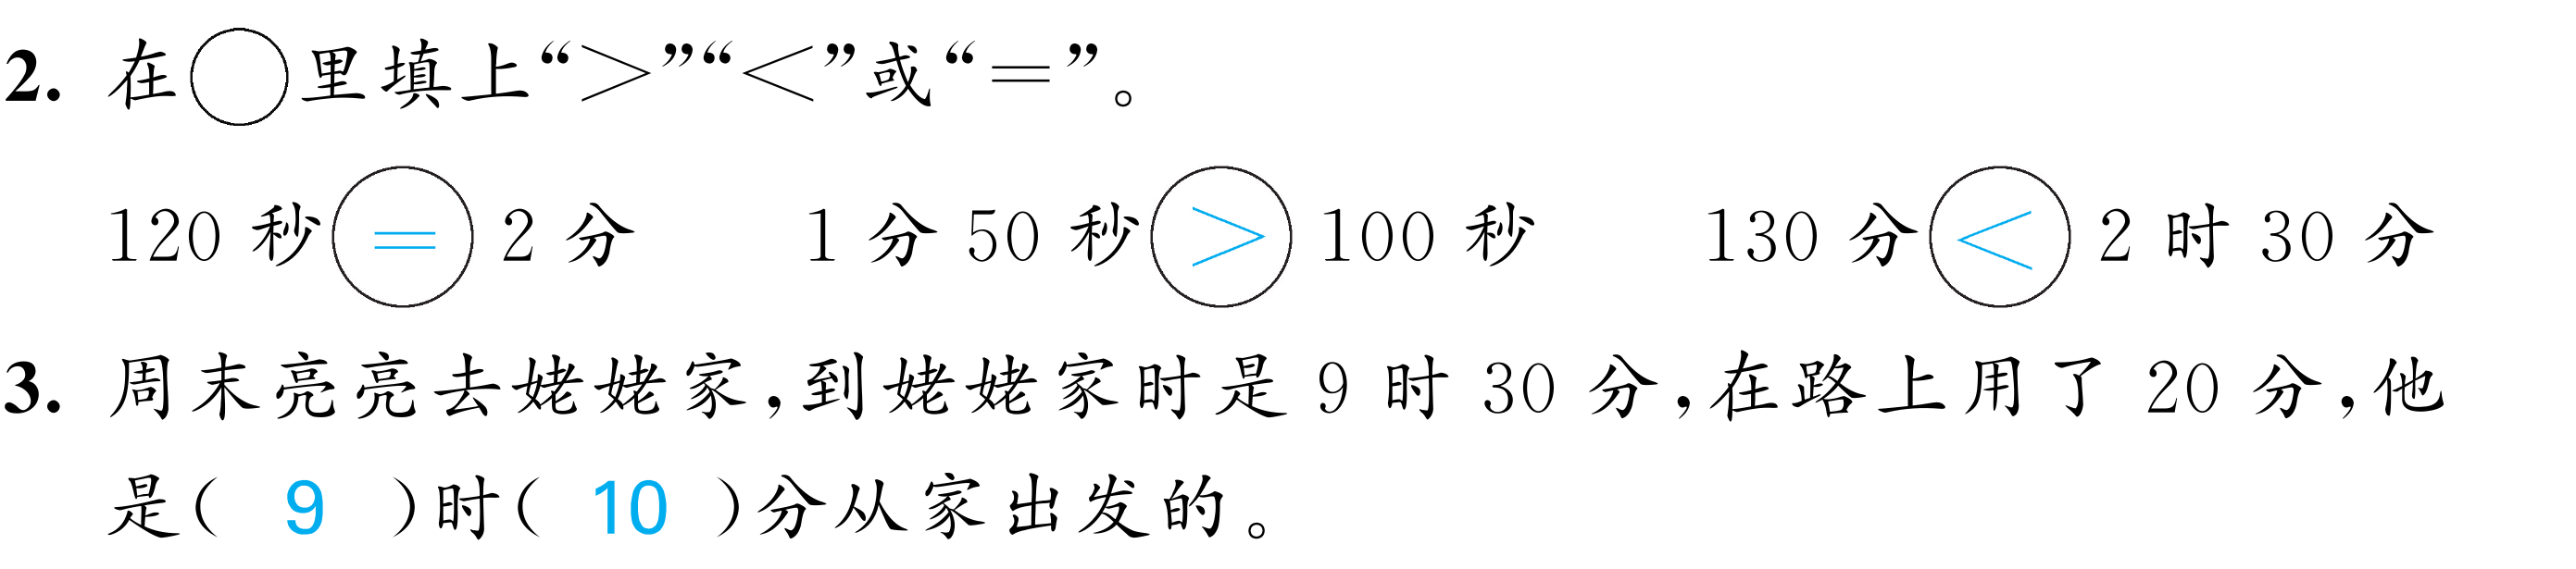 2. 在○里填上“>”“<”或“=”。
120 秒 = 2 分 1 分 50 秒 > 100 秒 130 分 < 2 时 30 分
3. 周末亮亮去姥姥家,到姥姥家时是 9 时 30 分,在路上用了 20 分,他
是( 9 )时( 10 )分从家出发的。